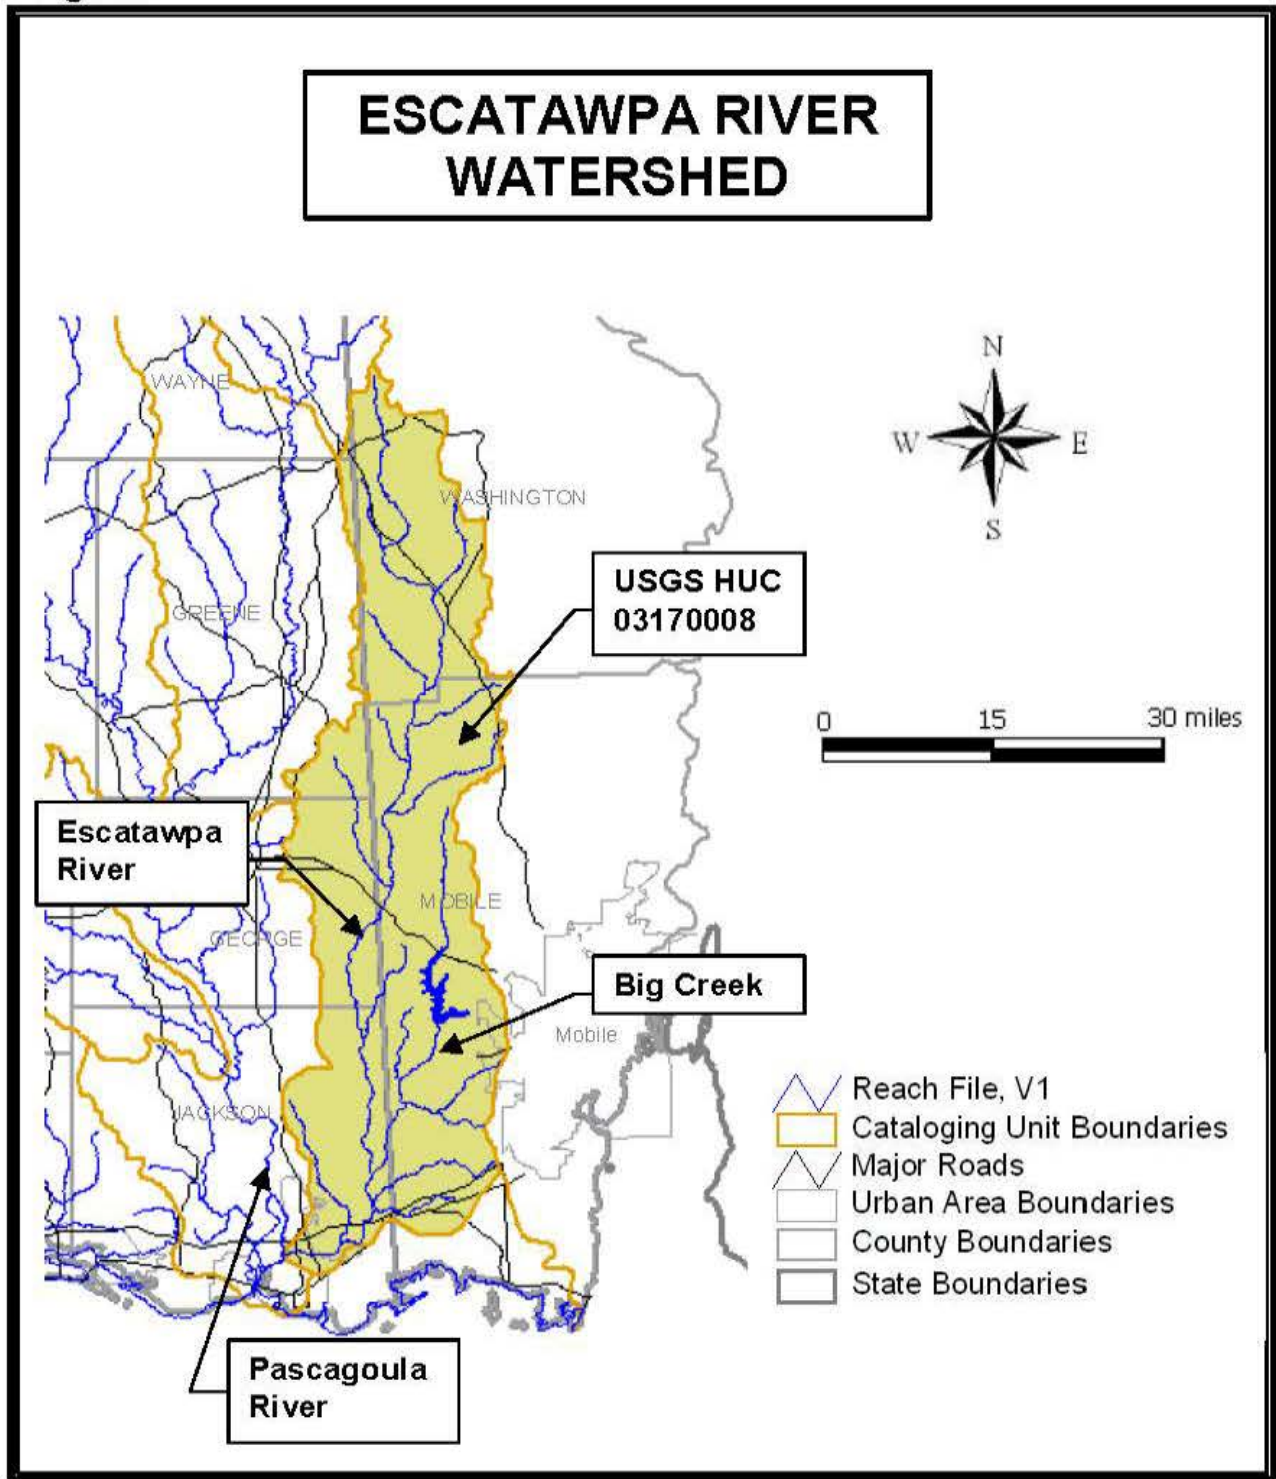 ESCATAWPA RIVER
WATERSHED
N
W
E
S
WAYNE
WASHINGTON
USGS HUC
03170008
GREENE
0 15 30 miles
Escatawpa
River
MOBILE
GEORGE
Big Creek
Mobile
JACKSON
Reach File, V1
Cataloging Unit Boundaries
Major Roads
Urban Area Boundaries
County Boundaries
State Boundaries
Pascagoula
River